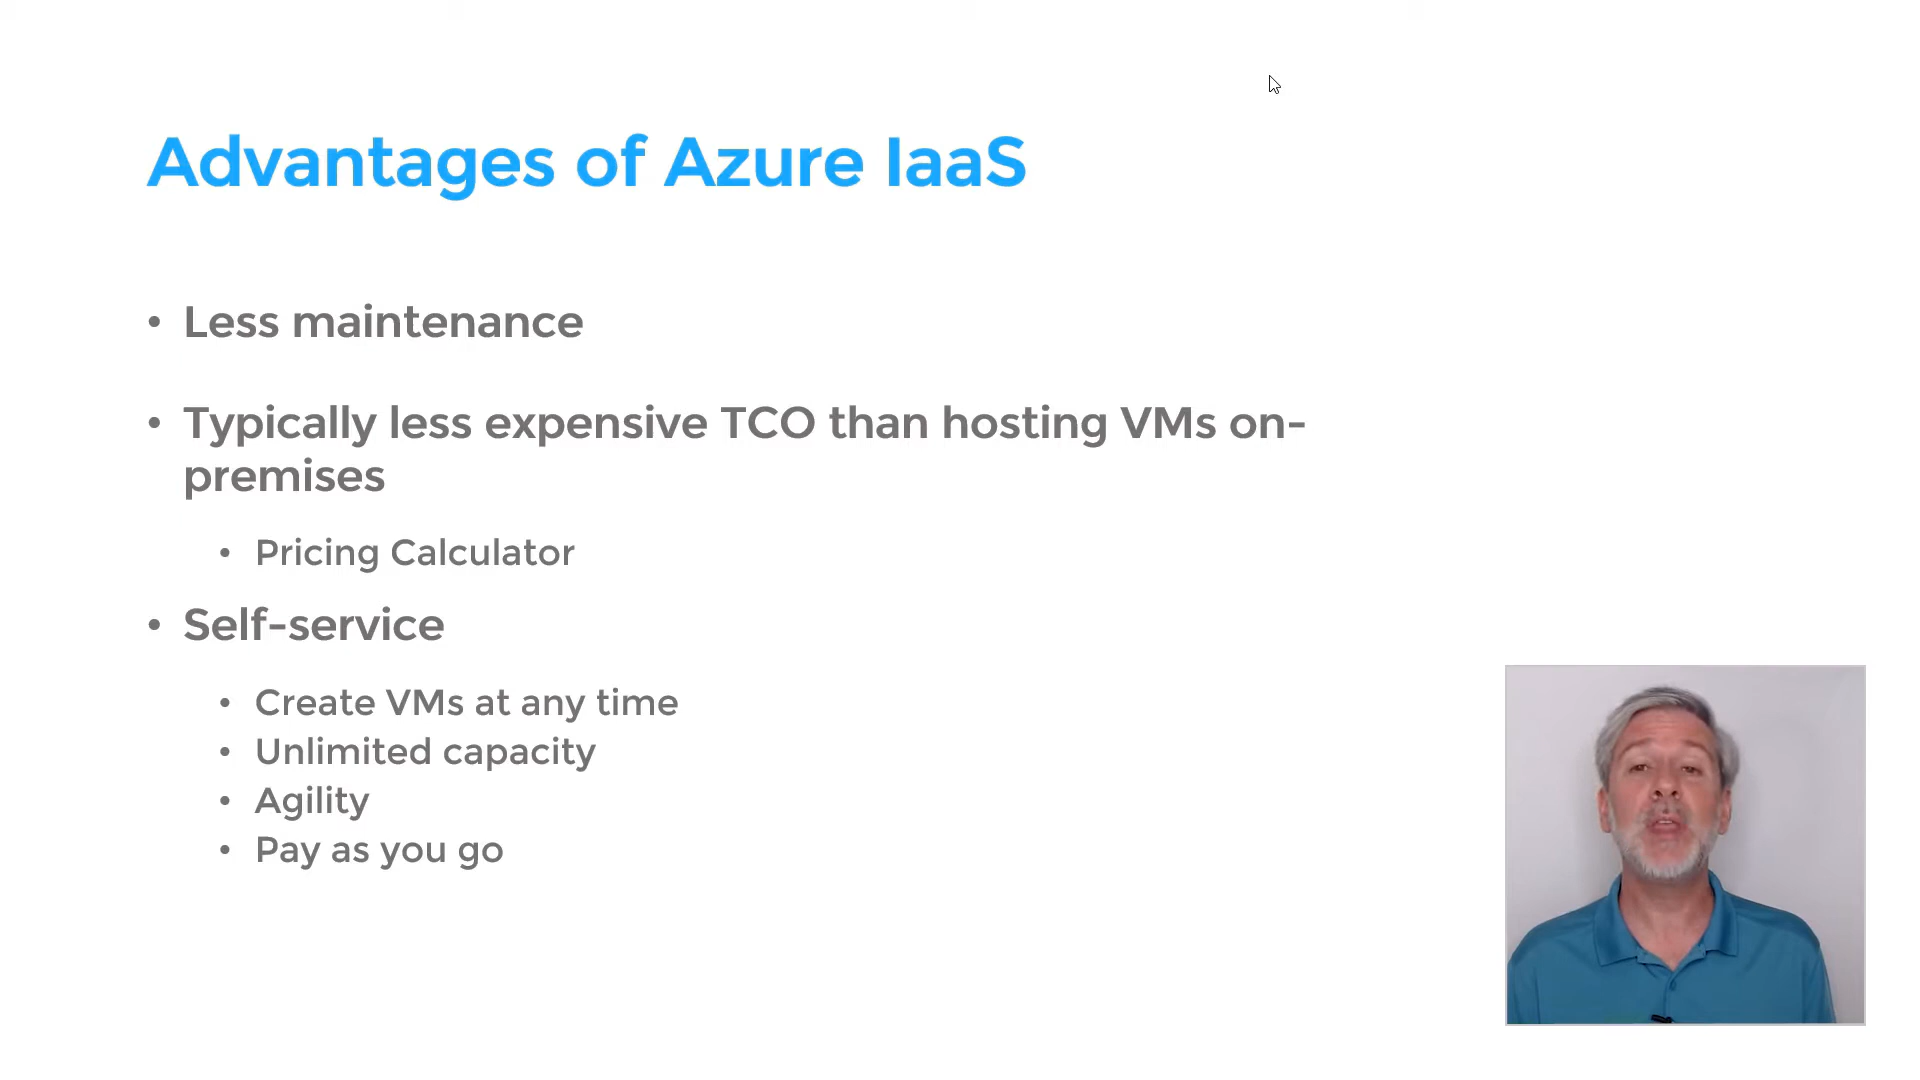 Advantages of Azure IaaS
• Less maintenance
• Typically less expensive TCO than hosting VMs on-
premises
• Pricing Calculator
• Self-service
• Create VMs at any time
• Unlimited capacity
• Agility
• Pay as you go